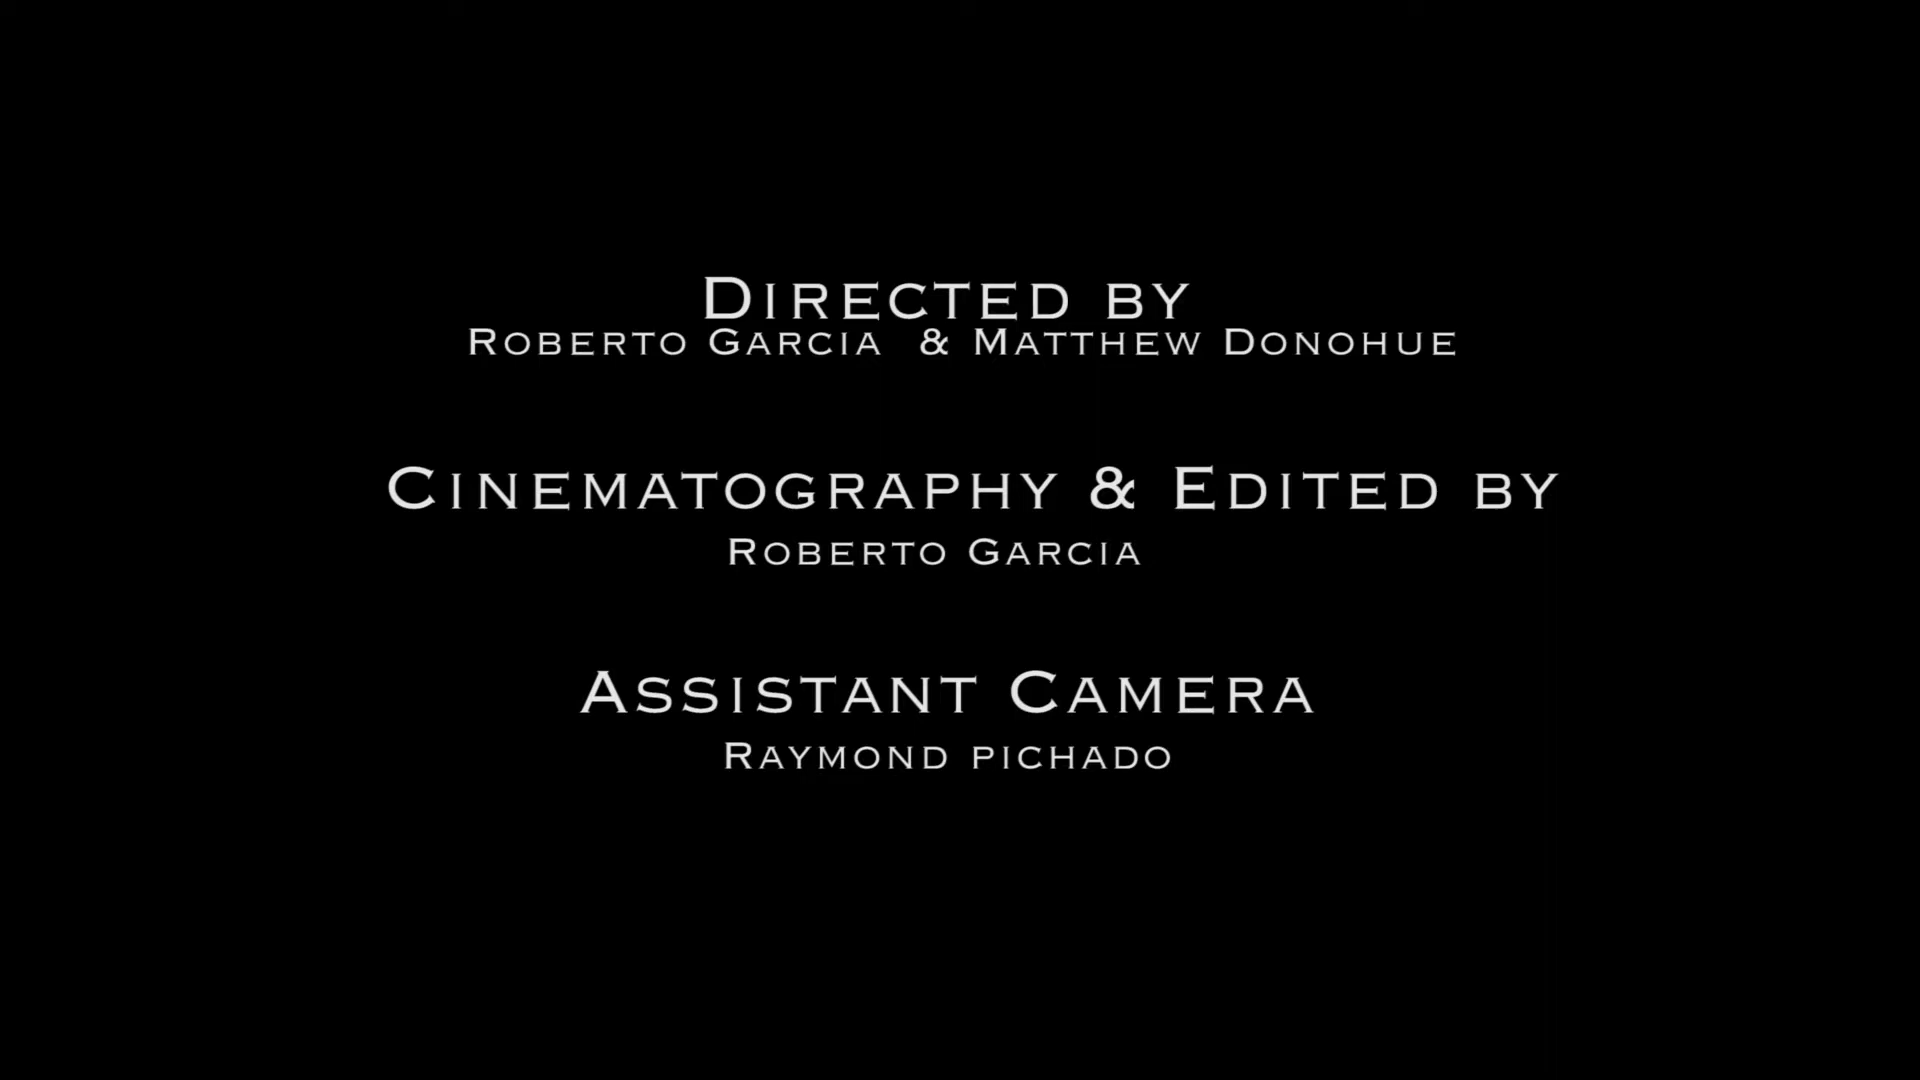 Directed by
Roberto Garcia & Matthew Donohue
Cinematography & Edited by
Roberto Garcia
Assistant Camera
Raymond pichado